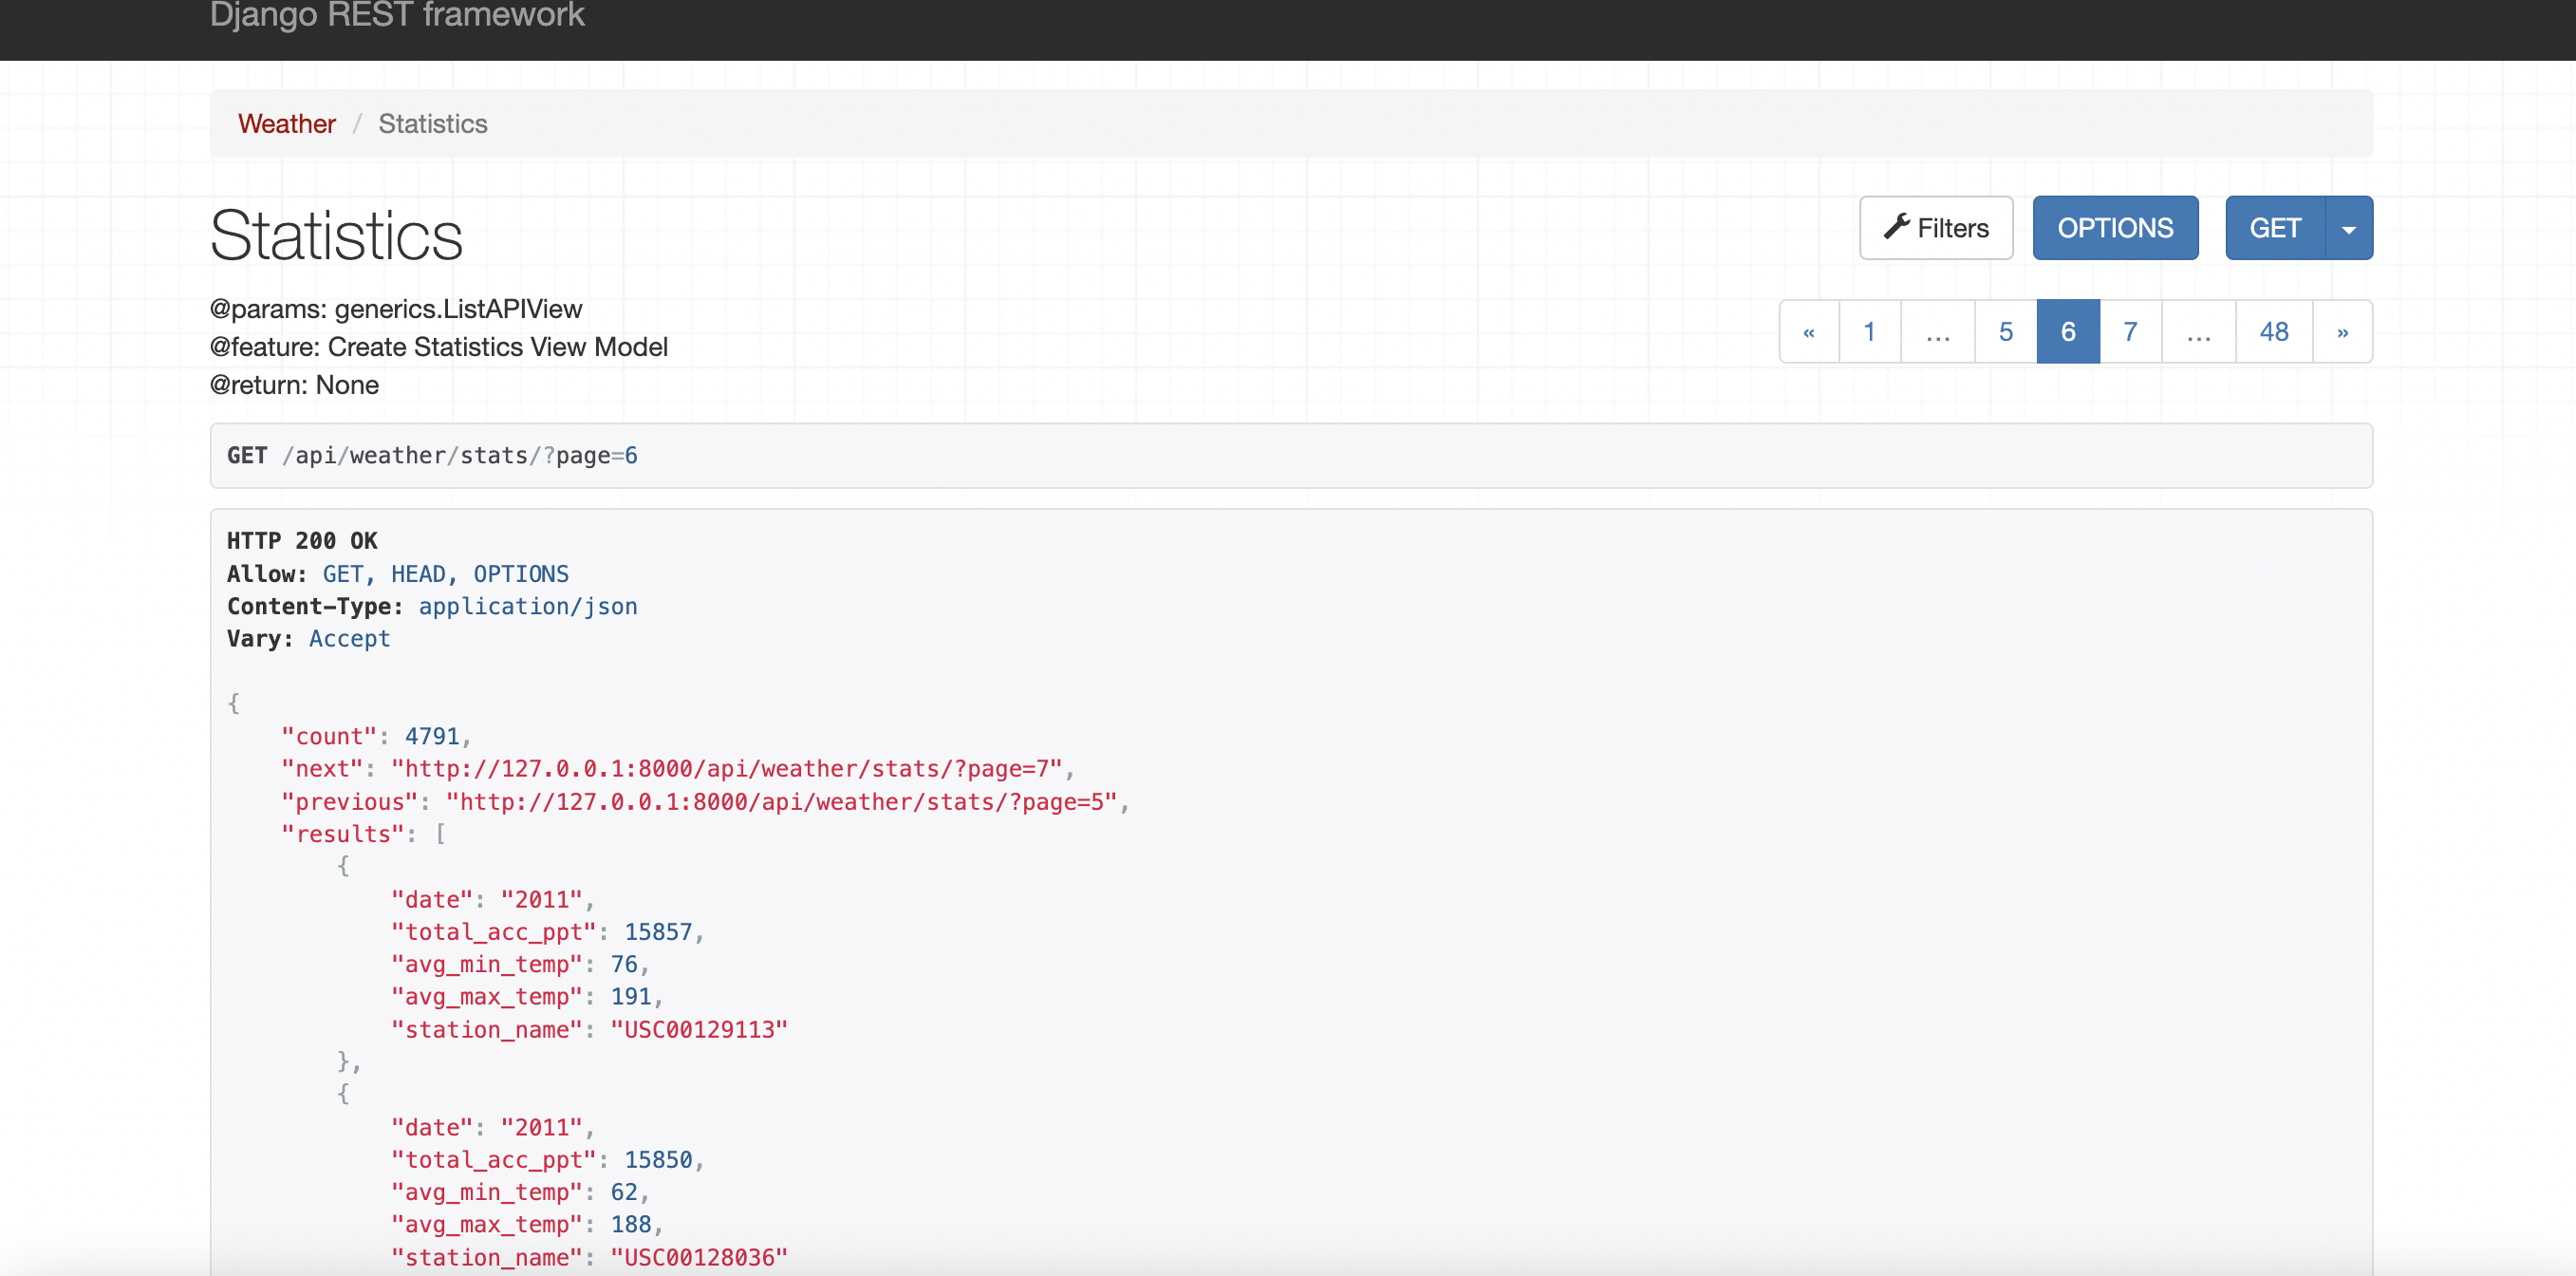 Django REST framework
Weather / Statistics
Statistics
Filters
OPTIONS
GET
@params: generics.ListAPIView
@feature: Create Statistics View Model
@return: None
« 1 … 5 6 7 … 48 »
GET /api/weather/stats/?page=6
HTTP 200 OK
Allow: GET, HEAD, OPTIONS
Content-Type: application/json
Vary: Accept
{
    "count": 4791,
    "next": "http://127.0.0.1:8000/api/weather/stats/?page=7",
    "previous": "http://127.0.0.1:8000/api/weather/stats/?page=5",
    "results": [
        {
            "date": "2011",
            "total_acc_ppt": 15857,
            "avg_min_temp": 76,
            "avg_max_temp": 191,
            "station_name": "USC00129113"
        },
        {
            "date": "2011",
            "total_acc_ppt": 15850,
            "avg_min_temp": 62,
            "avg_max_temp": 188,
            "station_name": "USC00128036"